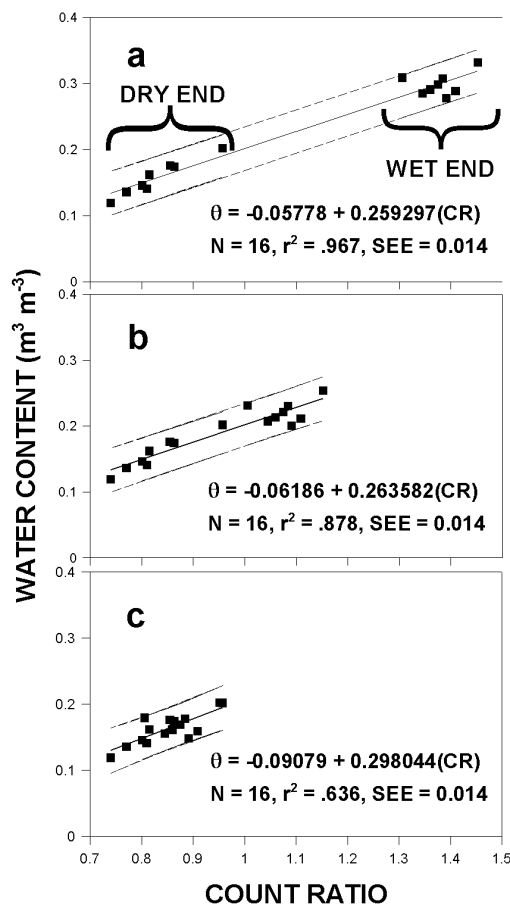 0.4
a
DRY END
0.3
WET END
0.2
θ = -0.05778 + 0.259297(CR)
0.1
N = 16, r² = .967, SEE = 0.014
0
0.4
b
0.3
0.2
θ = -0.06186 + 0.263582(CR)
0.1
N = 16, r² = .878, SEE = 0.014
0
0.4
c
0.3
0.2
θ = -0.09079 + 0.298044(CR)
0.1
N = 16, r² = .636, SEE = 0.014
0
0.7 0.8 0.9 1 1.1 1.2 1.3 1.4 1.5
COUNT RATIO
WATER CONTENT (m³ m⁻³)